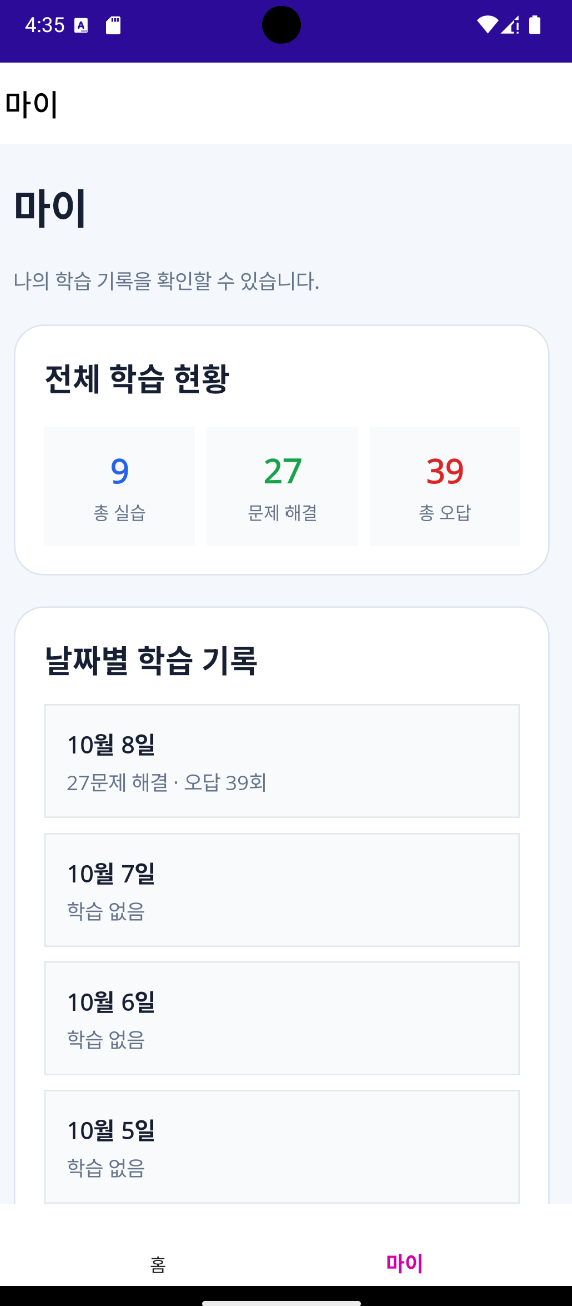 4:35
마이
마이
나의 학습 기록을 확인할 수 있습니다.
전체 학습 현황
9
총 실습
27
문제 해결
39
총 오답
날짜별 학습 기록
10월 8일
27문제 해결 · 오답 39회
10월 7일
학습 없음
10월 6일
학습 없음
10월 5일
학습 없음
홈
마이